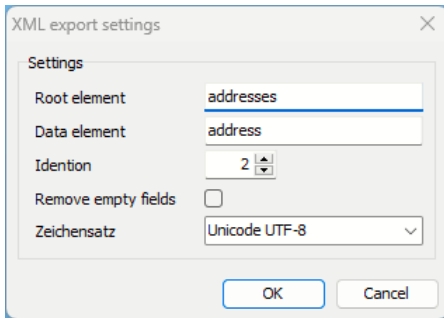 XML export settings
Settings
Root element addresses
Data element address
Idention 2
Remove empty fields
Zeichensatz Unicode UTF-8
OK Cancel